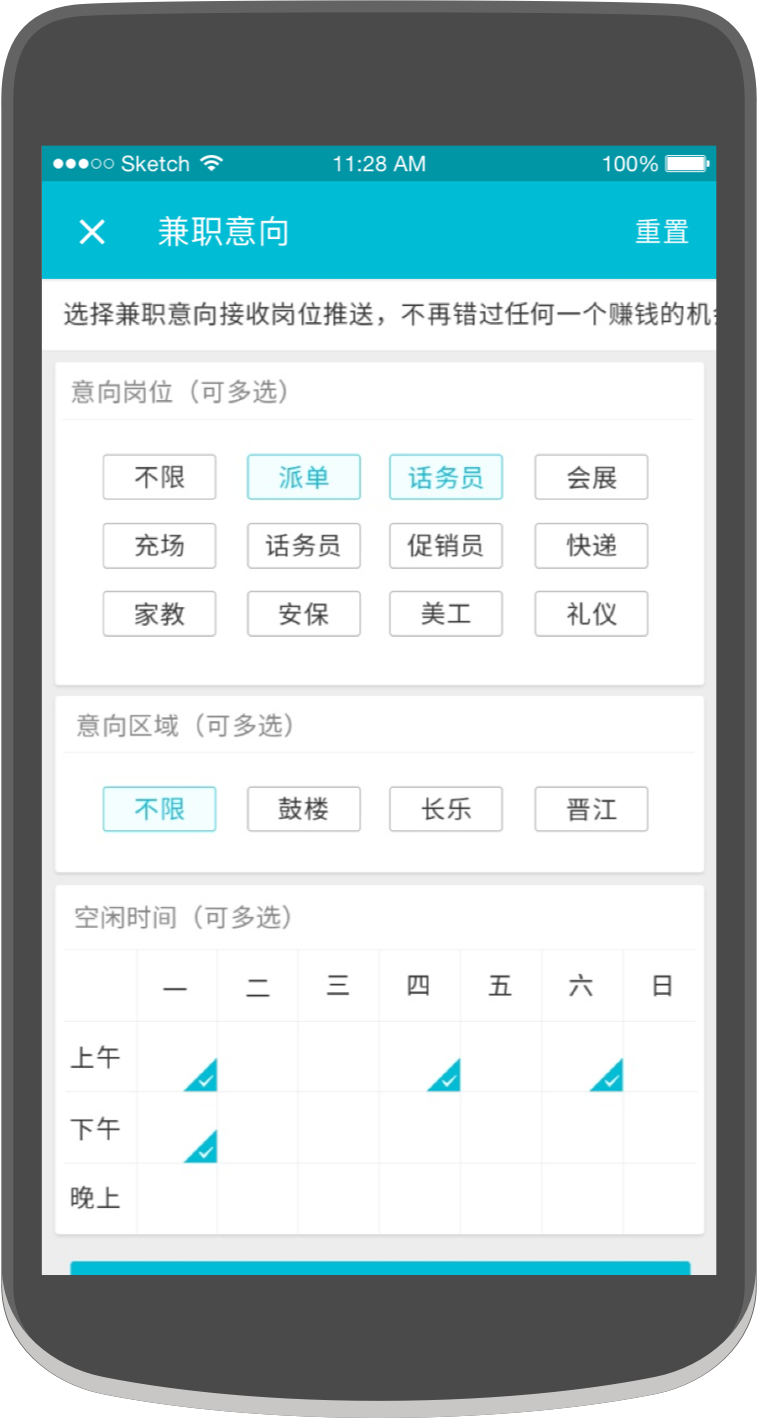 Sketch 11:28 AM 100%
兼职意向 重置
选择兼职意向接收岗位推送，不再错过任何一个赚钱的机
意向岗位（可多选）
不限 派单 话务员 会展
充场 话务员 促销员 快递
家教 安保 美工 礼仪
意向区域（可多选）
不限 鼓楼 长乐 晋江
空闲时间（可多选）
一 二 三 四 五 六 日
上午
下午
晚上